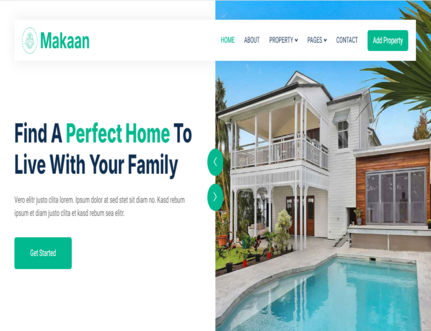 Makaan
HOME ABOUT PROPERTY PAGES CONTACT Add Property
Find A Perfect Home To
Live With Your Family
Vero elitr justo clita lorem. Ipsum dolor at sed stet sit diam no. Kasd rebum
ipsum et diam justo clita et kasd rebum sea elitr.
Get Started